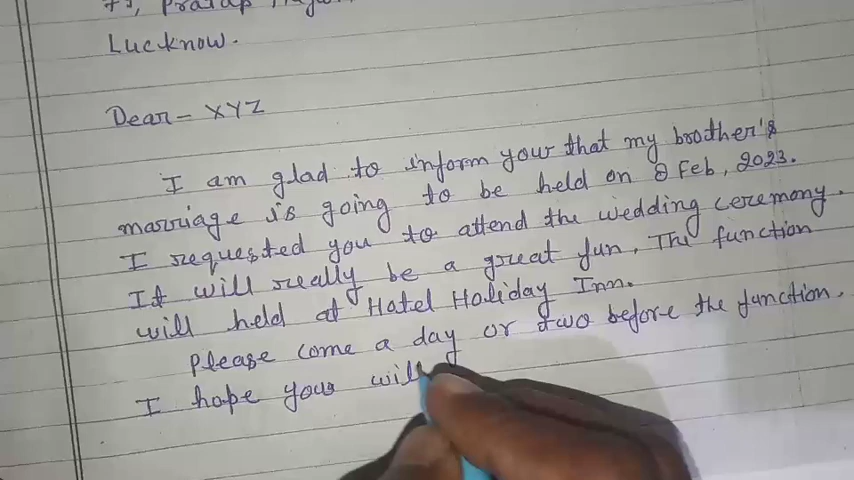 Lucknow.
Dear - XYZ
I am glad to inform your that my brother's
marriage is going to be held on 8 Feb, 2023.
I requested you to attend the wedding ceremony.
It will really be a great fun. The function
will held at Hotel Holiday Inn.
Please come a day or two before the function.
I hope your will